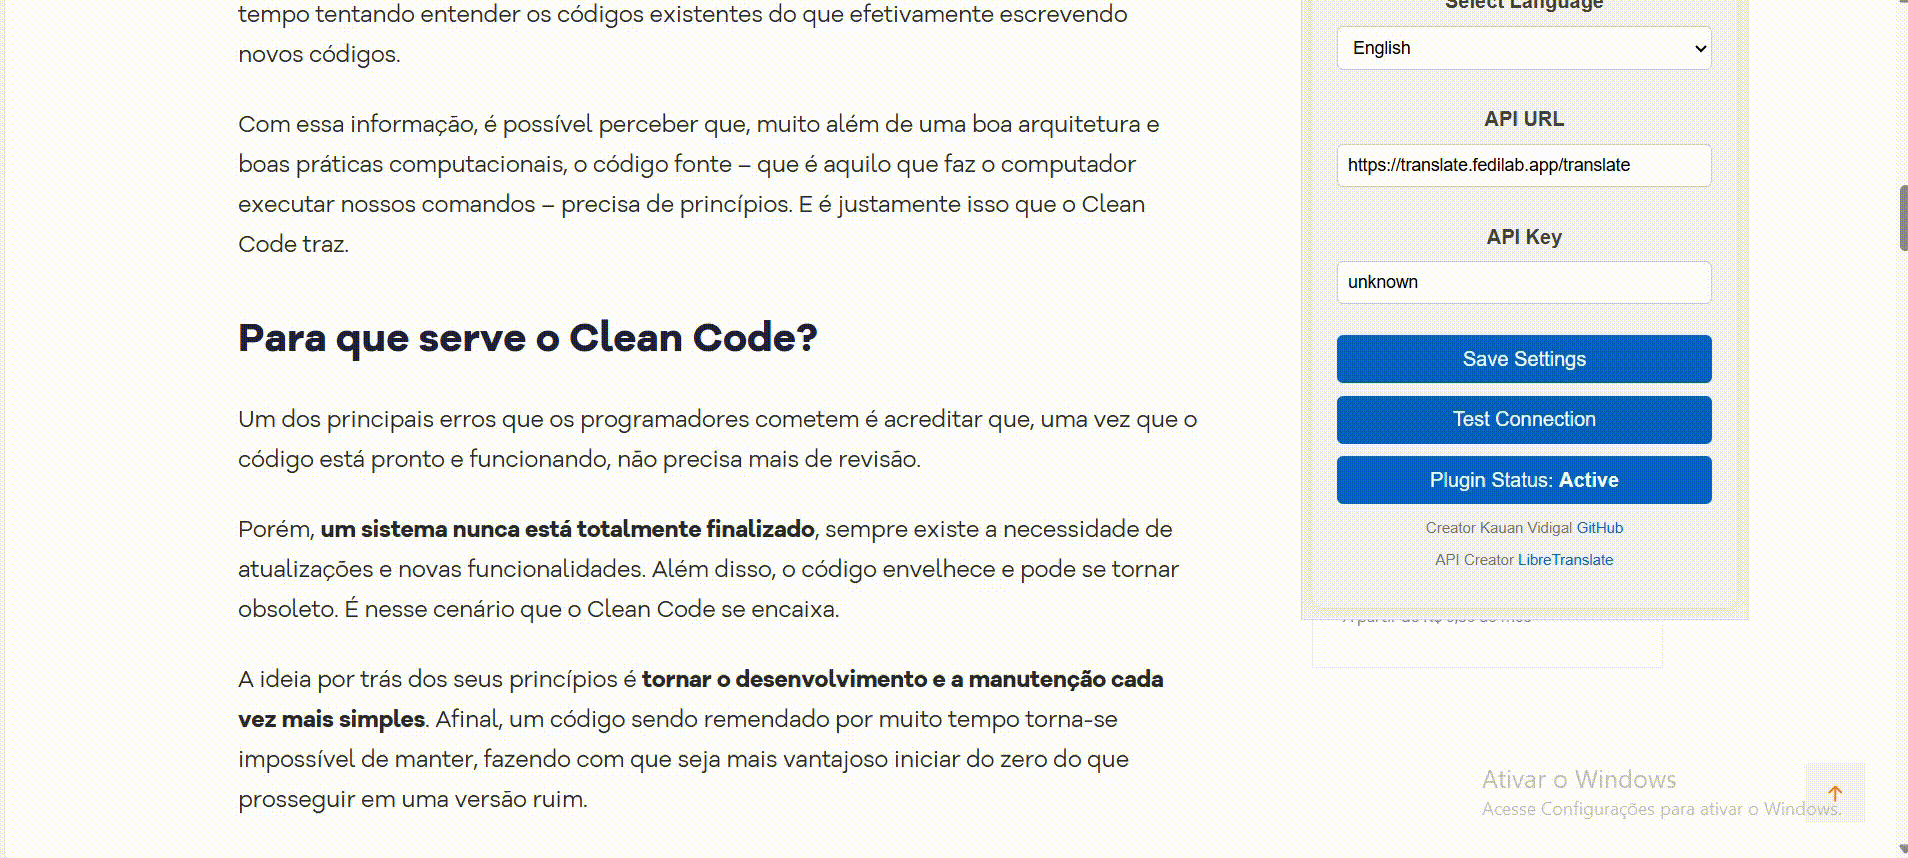 tempo tentando entender os códigos existentes do que efetivamente escrevendo
novos códigos.
Com essa informação, é possível perceber que, muito além de uma boa arquitetura e
boas práticas computacionais, o código fonte – que é aquilo que faz o computador
executar nossos comandos – precisa de princípios. E é justamente isso que o Clean
Code traz.
Para que serve o Clean Code?
Um dos principais erros que os programadores cometem é acreditar que, uma vez que o
código está pronto e funcionando, não precisa mais de revisão.
Porém, um sistema nunca está totalmente finalizado, sempre existe a necessidade de
atualizações e novas funcionalidades. Além disso, o código envelhece e pode se tornar
obsoleto. É nesse cenário que o Clean Code se encaixa.
A ideia por trás dos seus princípios é tornar o desenvolvimento e a manutenção cada
vez mais simples. Afinal, um código sendo remendado por muito tempo torna-se
impossível de manter, fazendo com que seja mais vantajoso iniciar do zero do que
prosseguir em uma versão ruim.
Select Language
English
API URL
https://translate.fedilab.app/translate
API Key
unknown
Save Settings
Test Connection
Plugin Status: Active
Creator Kauan Vidigal GitHub
API Creator LibreTranslate
Ativar o Windows
Acesse Configurações para ativar o Windows.